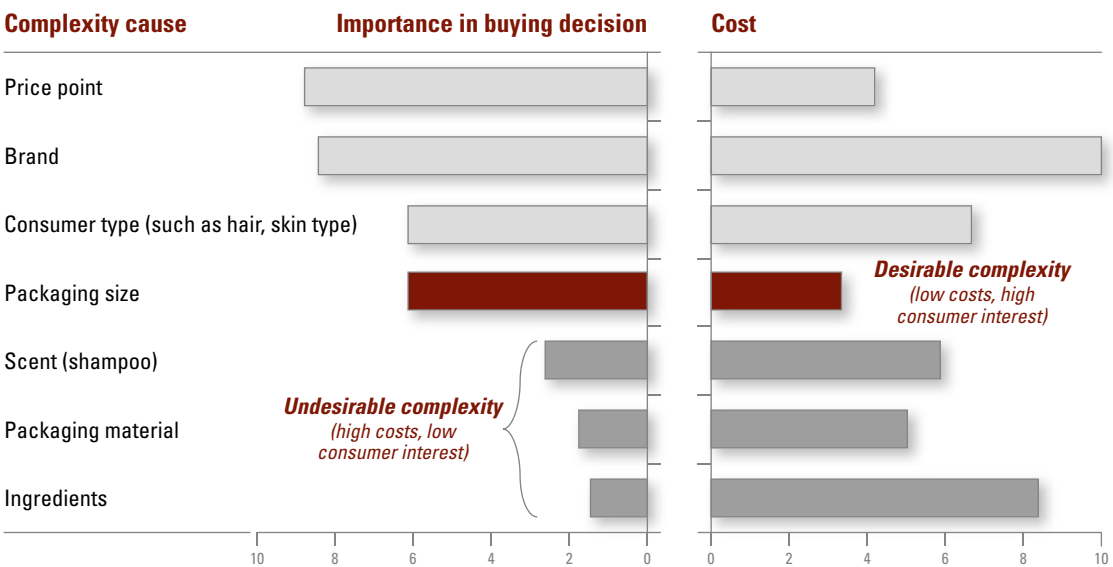 Complexity cause
Importance in buying decision
Cost
Price point
Brand
Consumer type (such as hair, skin type)
Packaging size
Desirable complexity
(low costs, high
consumer interest)
Scent (shampoo)
Undesirable complexity
(high costs, low
consumer interest)
Packaging material
Ingredients
10 8 6 4 2 0
0 2 4 6 8 10